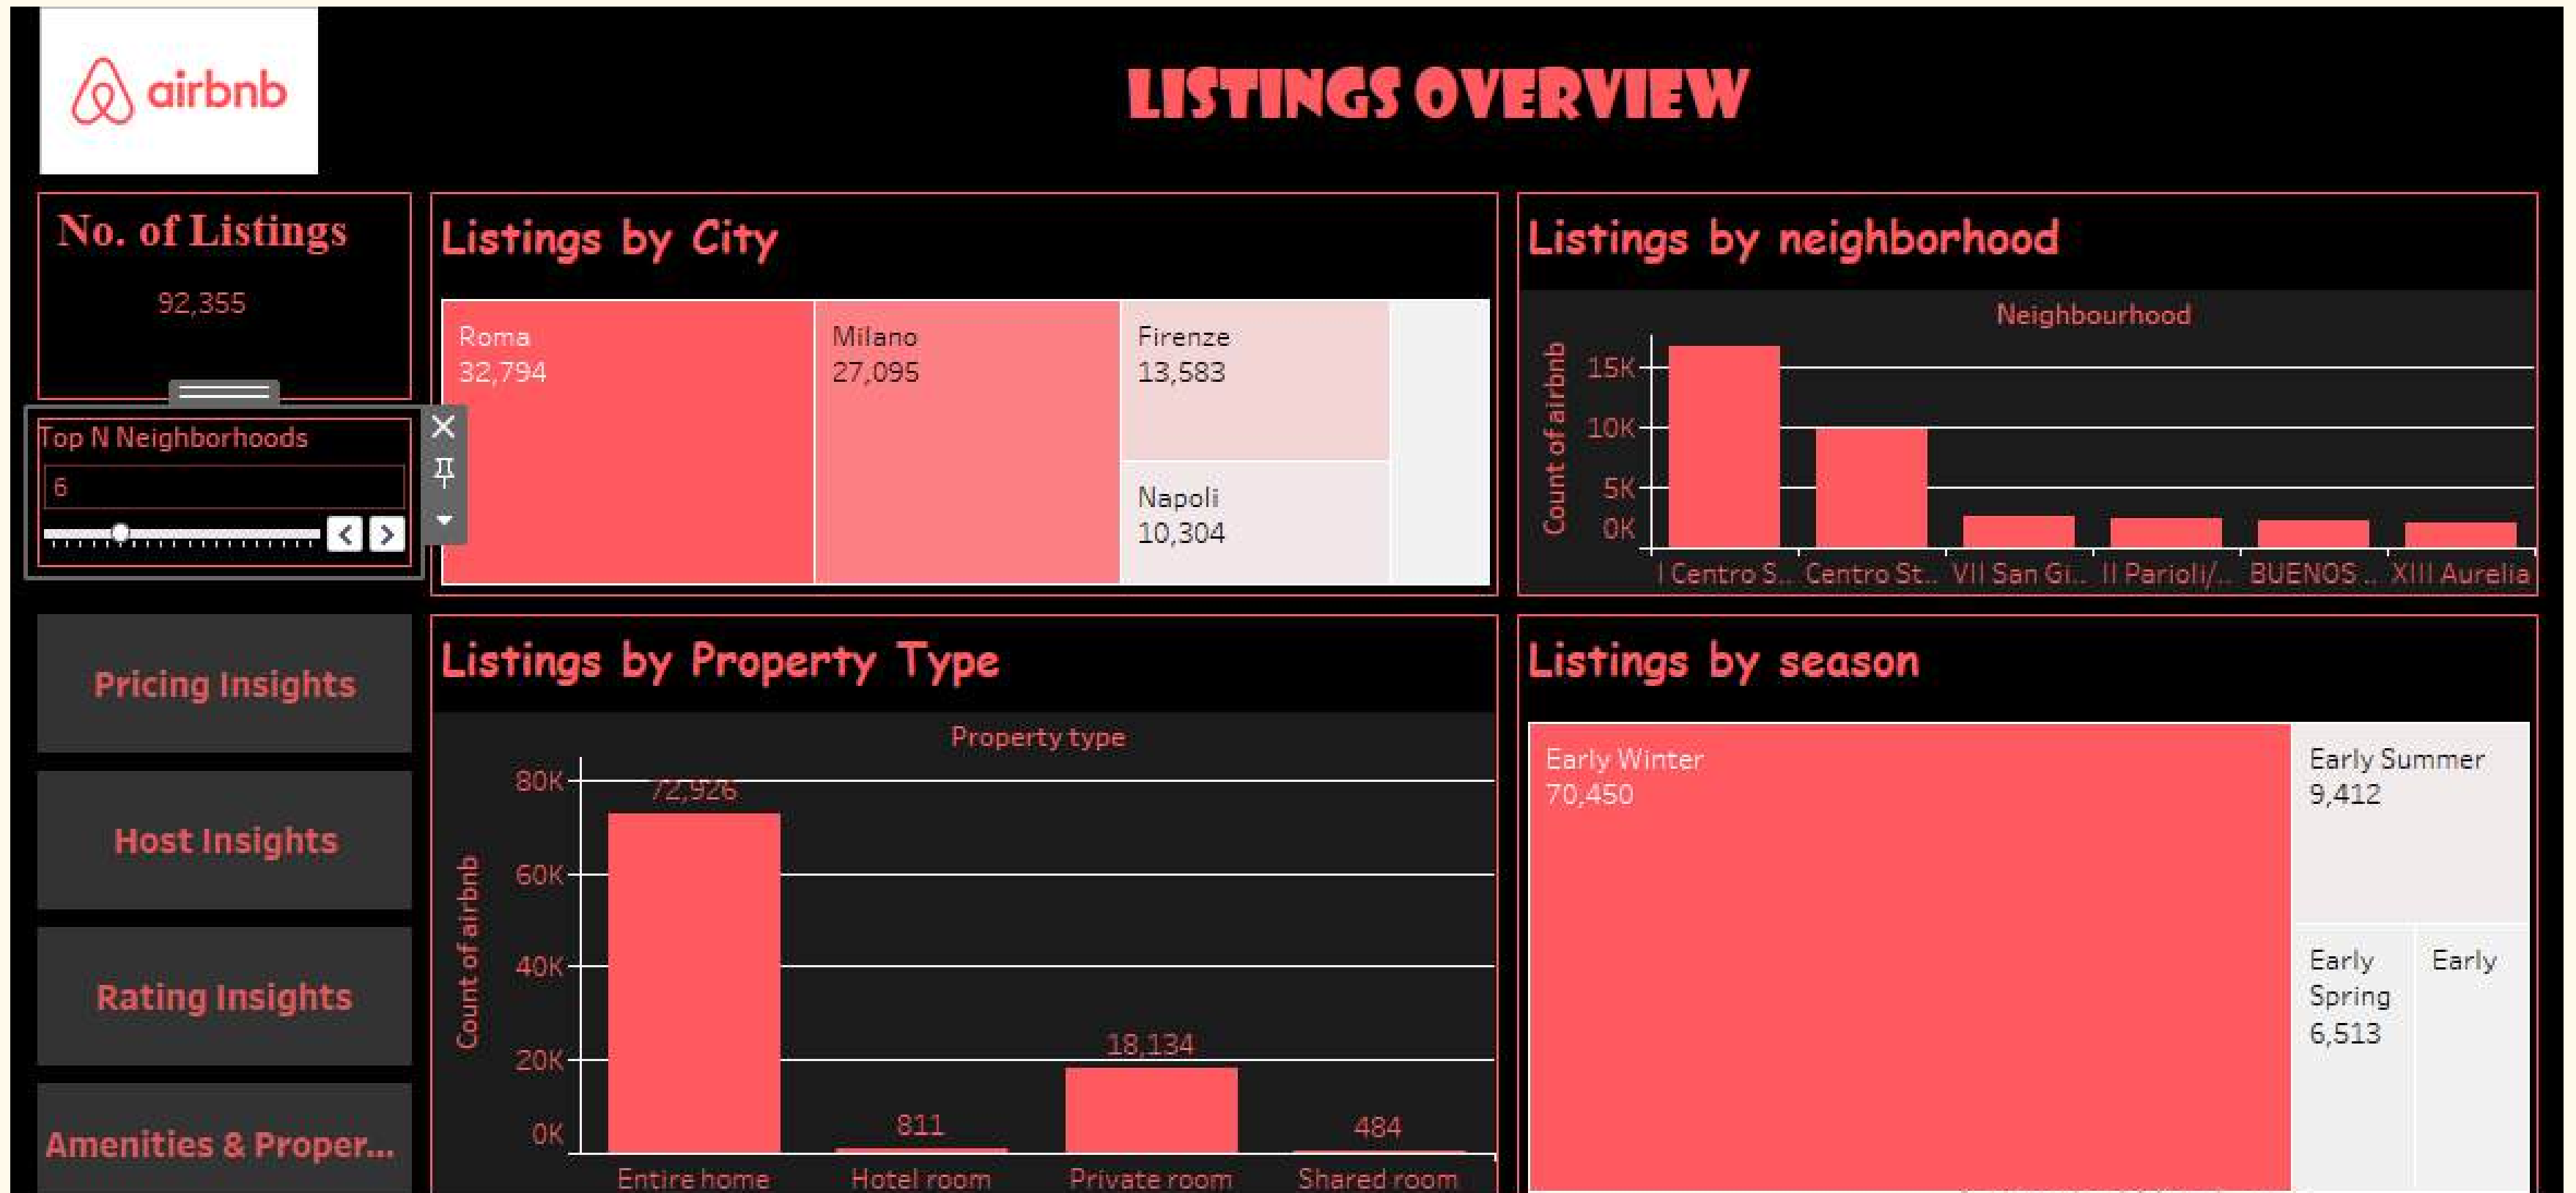 airbnb
LISTINGS OVERVIEW
No. of Listings
92,355
Top N Neighborhoods
6
Listings by City
Roma
32,794
Milano
27,095
Firenze
13,583
Napoli
10,304
Listings by neighborhood
Neighbourhood
Count of airbnb
15K
10K
5K
0K
I Centro S..
Centro St..
VII San Gi..
II Parioli/..
BUENOS ..
XIII Aurelia
Pricing Insights
Host Insights
Rating Insights
Amenities & Proper...
Listings by Property Type
Property type
Count of airbnb
80K
60K
40K
20K
0K
72,926
811
18,134
484
Entire home
Hotel room
Private room
Shared room
Listings by season
Early Winter
70,450
Early Summer
9,412
Early
Spring
6,513
Early